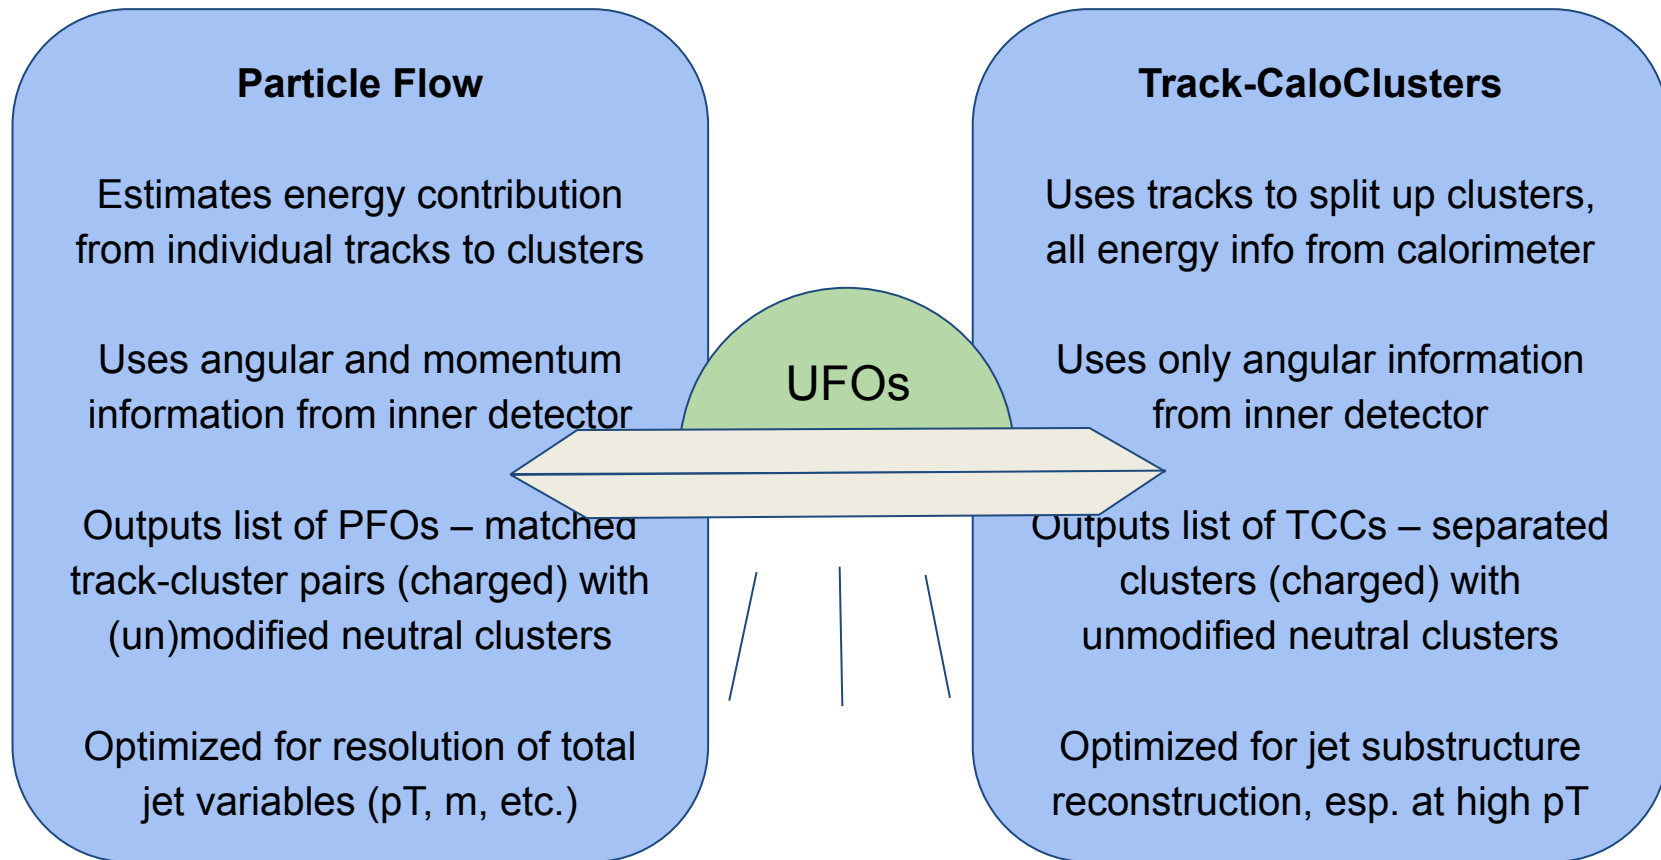 Particle Flow
Estimates energy contribution
from individual tracks to clusters
Uses angular and momentum
information from inner detector
Outputs list of PFOs – matched
track-cluster pairs (charged) with
(un)modified neutral clusters
Optimized for resolution of total
jet variables (pT, m, etc.)
UFOs
Track-CaloClusters
Uses tracks to split up clusters,
all energy info from calorimeter
Uses only angular information
from inner detector
Outputs list of TCCs – separated
clusters (charged) with
unmodified neutral clusters
Optimized for jet substructure
reconstruction, esp. at high pT